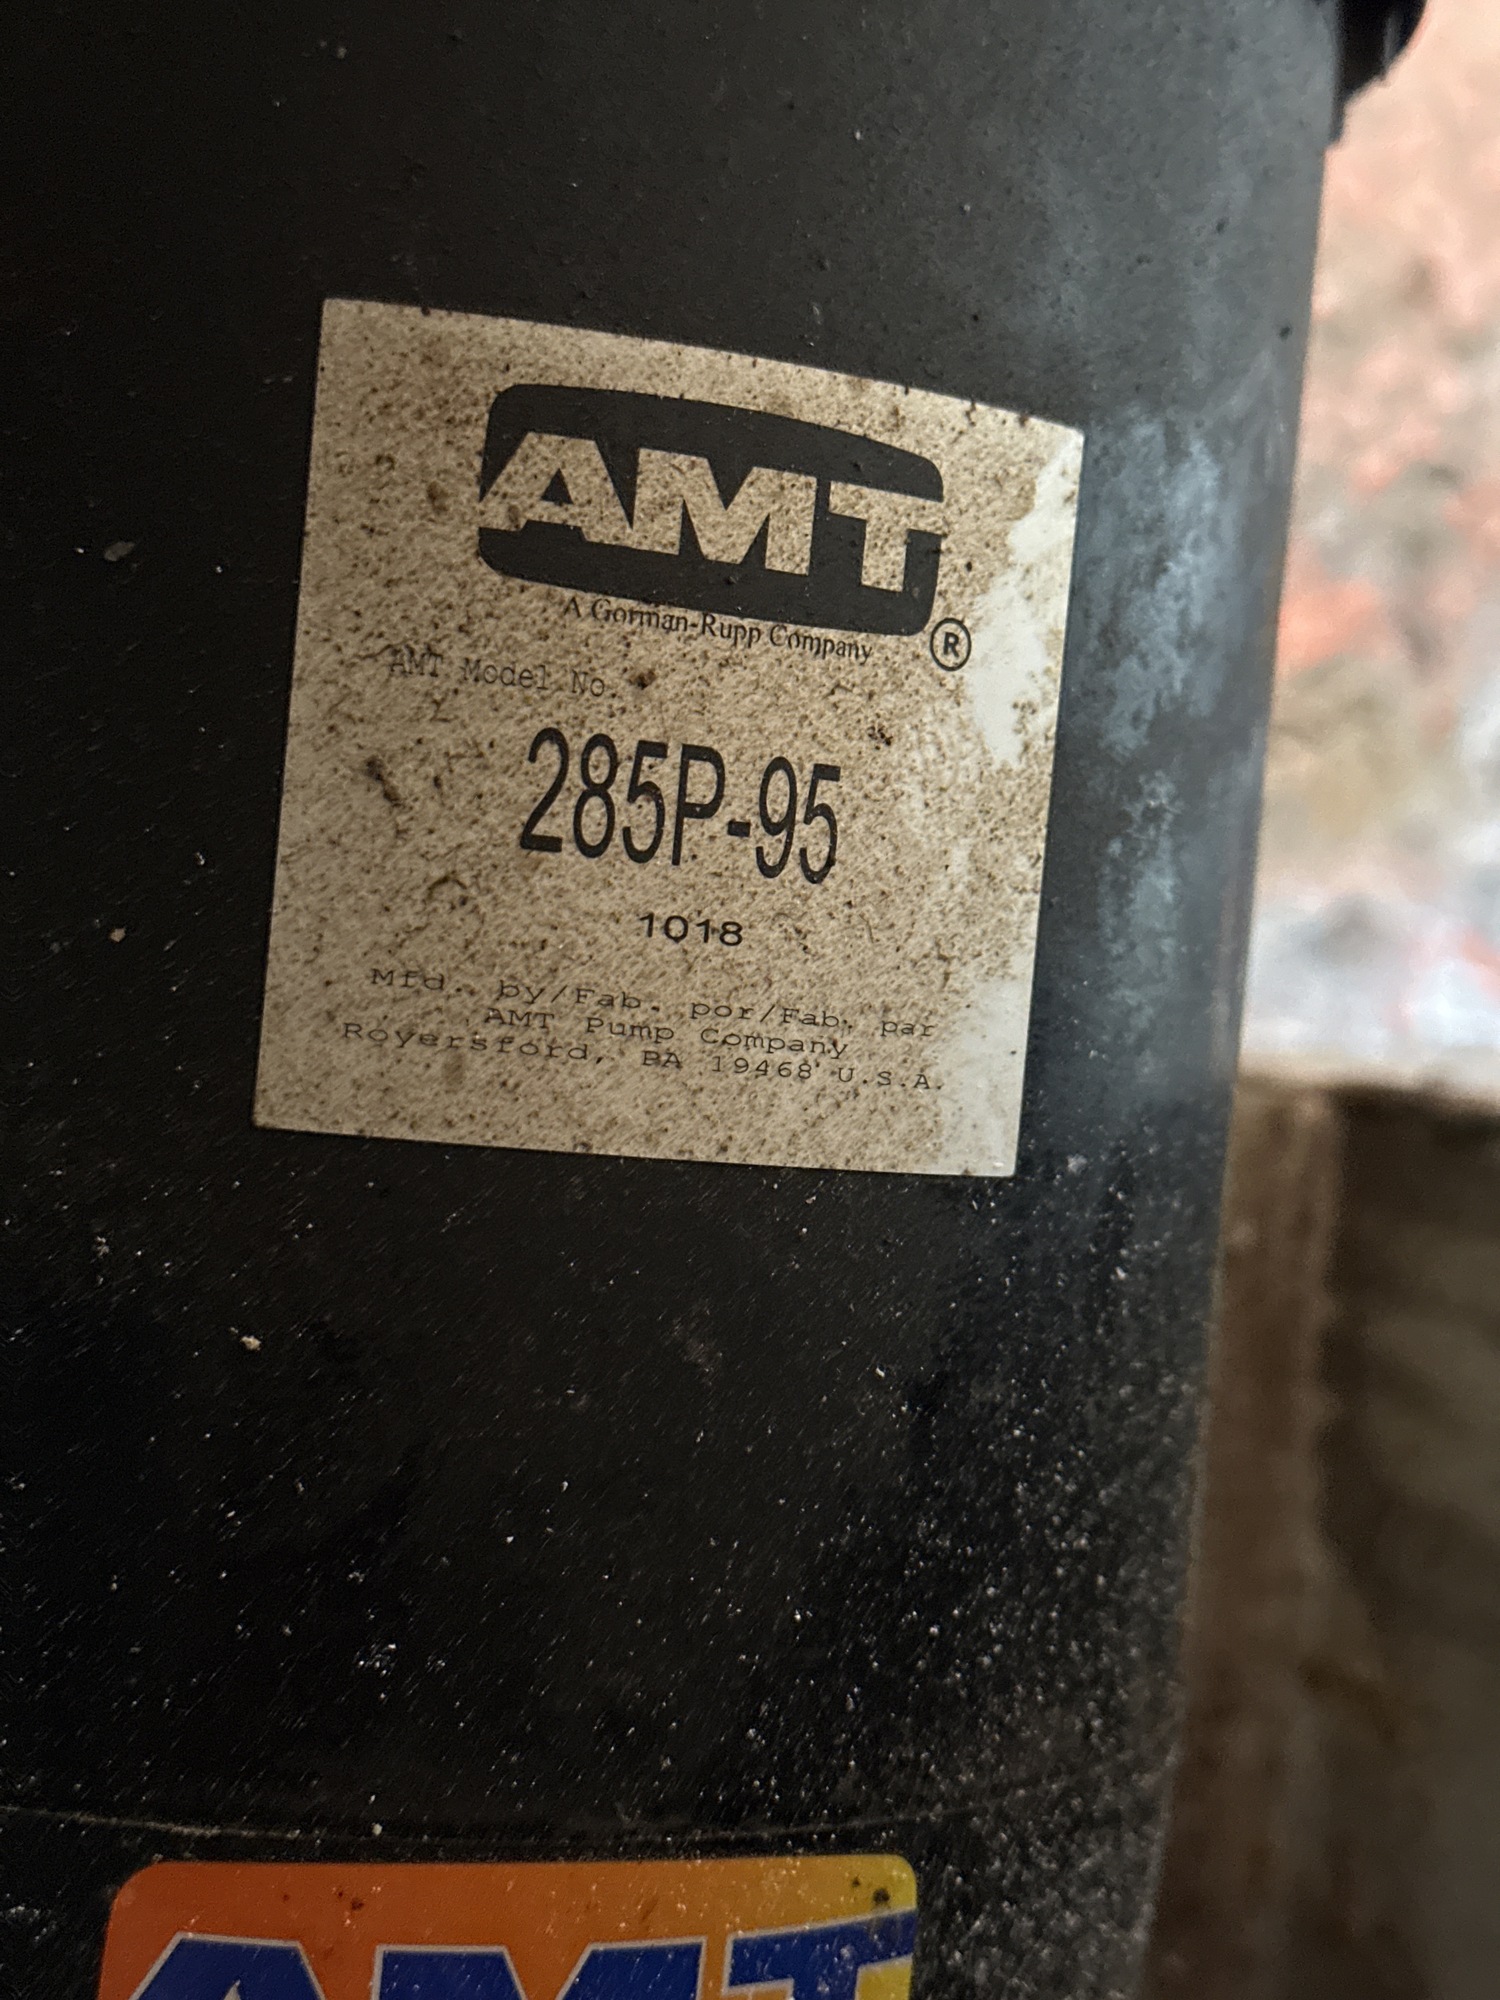 AMT
®
A Gorman-Rupp Company
AMT Model No.
285P-95
1018
Mfd. by/Fab. por/Fab. par
AMT Pump Company
Royersford, PA 19468 U.S.A.
AMT